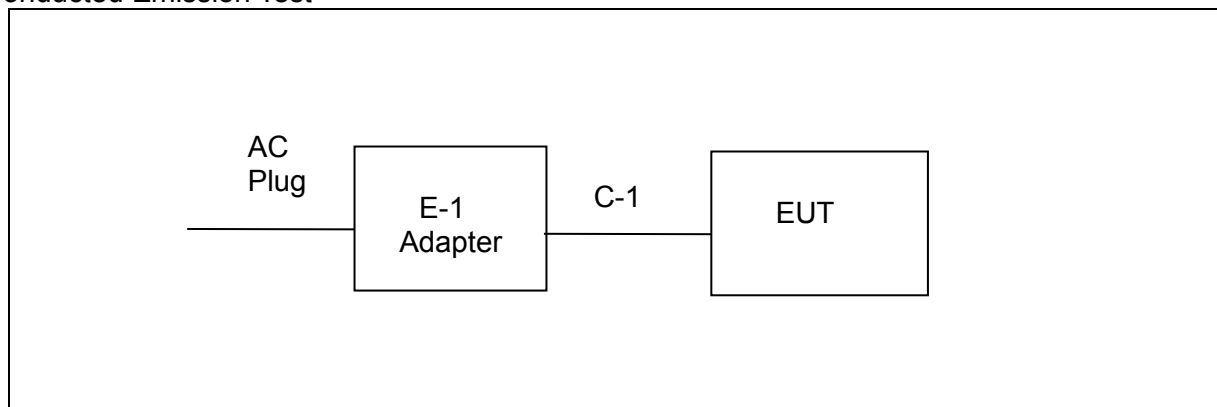 onducted Emission Test
AC
Plug
E-1
Adapter
C-1
EUT